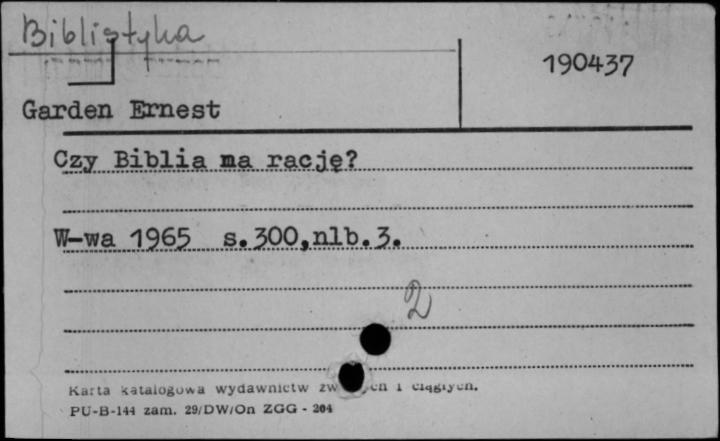 Biblistyka
190437
Garden Ernest
Czy Biblia ma rację?
W-wa 1965 s.300,nlb.3.
2
Karta katalogowa wydawnictw i ciągłych.
PU-B-144 zam. 29/DW/On ZGG - 204